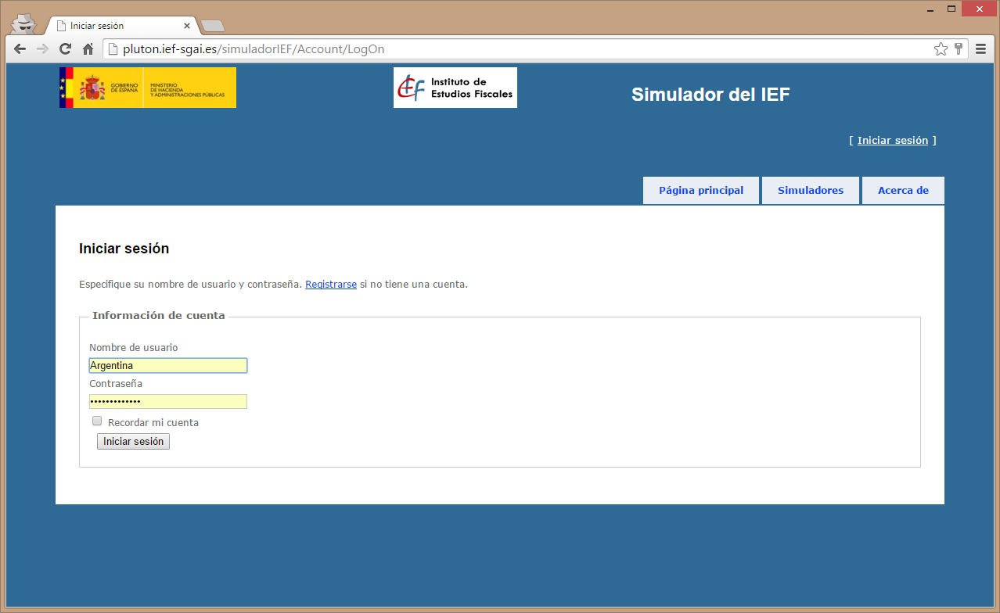 Iniciar sesión
pluton.ief-sgai.es/simuladorIEF/Account/LogOn
GOBIERNO
DE ESPAÑA
MINISTERIO
DE HACIENDA
Y ADMINISTRACIONES PÚBLICAS
Instituto de
Estudios Fiscales
Simulador del IEF
[ Iniciar sesión ]
Página principal
Simuladores
Acerca de
Iniciar sesión
Especifique su nombre de usuario y contraseña. Registrarse si no tiene una cuenta.
Información de cuenta
Nombre de usuario
Argentina
Contraseña
•••••••••••••
Recordar mi cuenta
Iniciar sesión